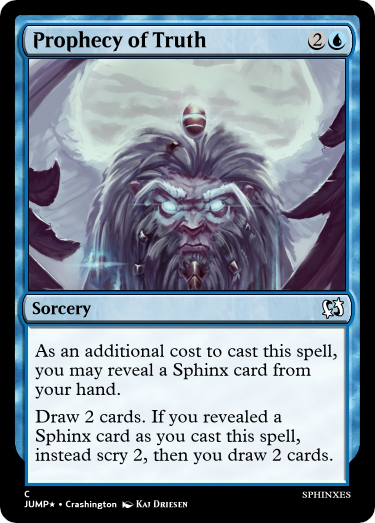 Prophecy of Truth 2
Sorcery
As an additional cost to cast this spell,
you may reveal a Sphinx card from
your hand.
Draw 2 cards. If you revealed a
Sphinx card as you cast this spell,
instead scry 2, then you draw 2 cards.
C
JUMP★ • Crashington Kaj Driesen
SPHINXES